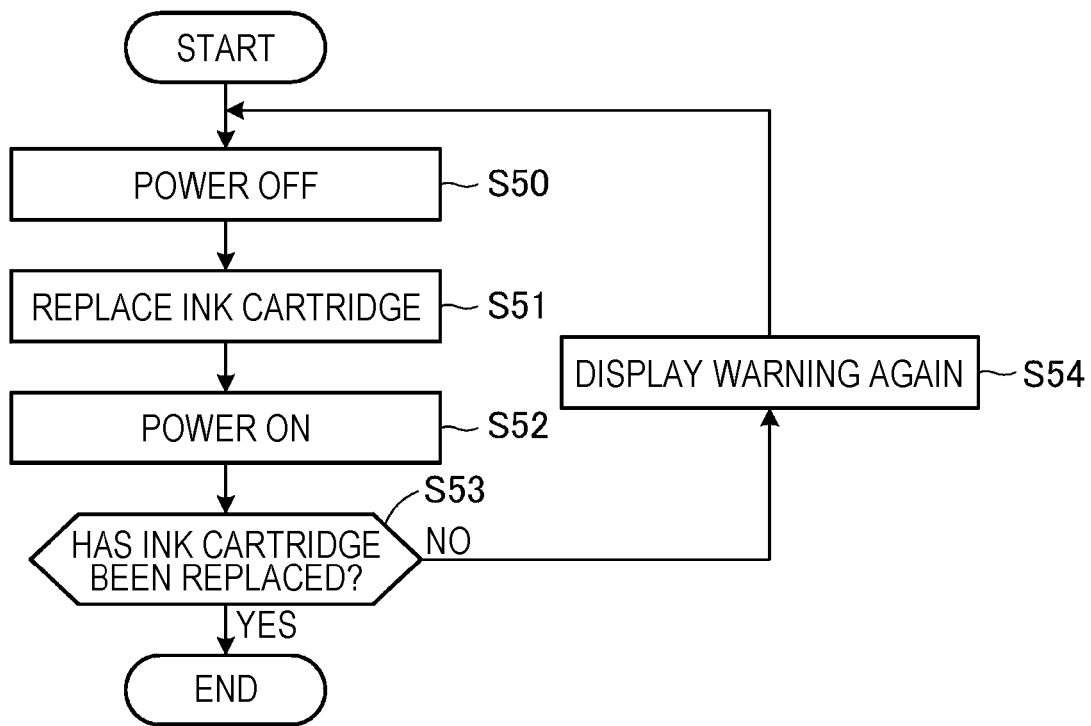 START
POWER OFF
S50
REPLACE INK CARTRIDGE
S51
DISPLAY WARNING AGAIN
S54
POWER ON
S52
S53
HAS INK CARTRIDGE
BEEN REPLACED?
NO
YES
END